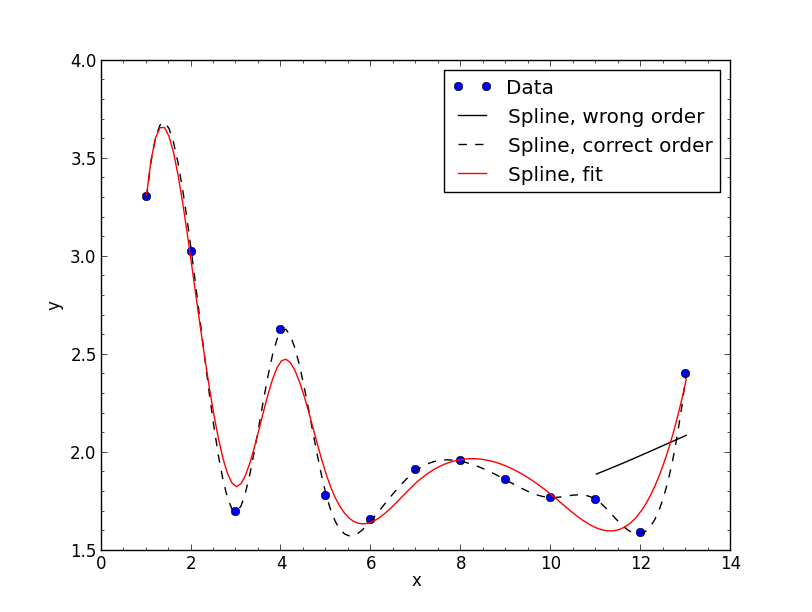 4.0
3.5
3.0
2.5
2.0
1.5
y
Data
Spline, wrong order
Spline, correct order
Spline, fit
0 2 4 6 8 10 12 14
x